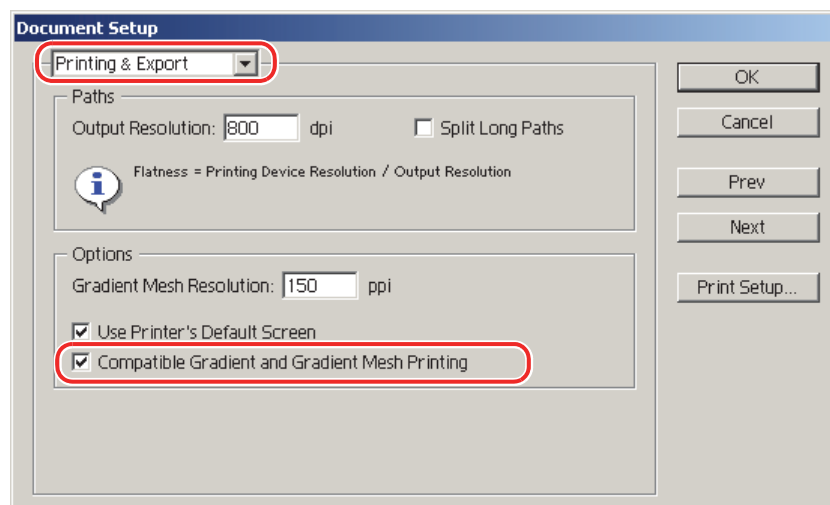 Document Setup
Printing & Export
Paths
Output Resolution: 800 dpi Split Long Paths
Flatness = Printing Device Resolution / Output Resolution
Options
Gradient Mesh Resolution: 150 ppi
Use Printer's Default Screen
Compatible Gradient and Gradient Mesh Printing
OK
Cancel
Prev
Next
Print Setup...